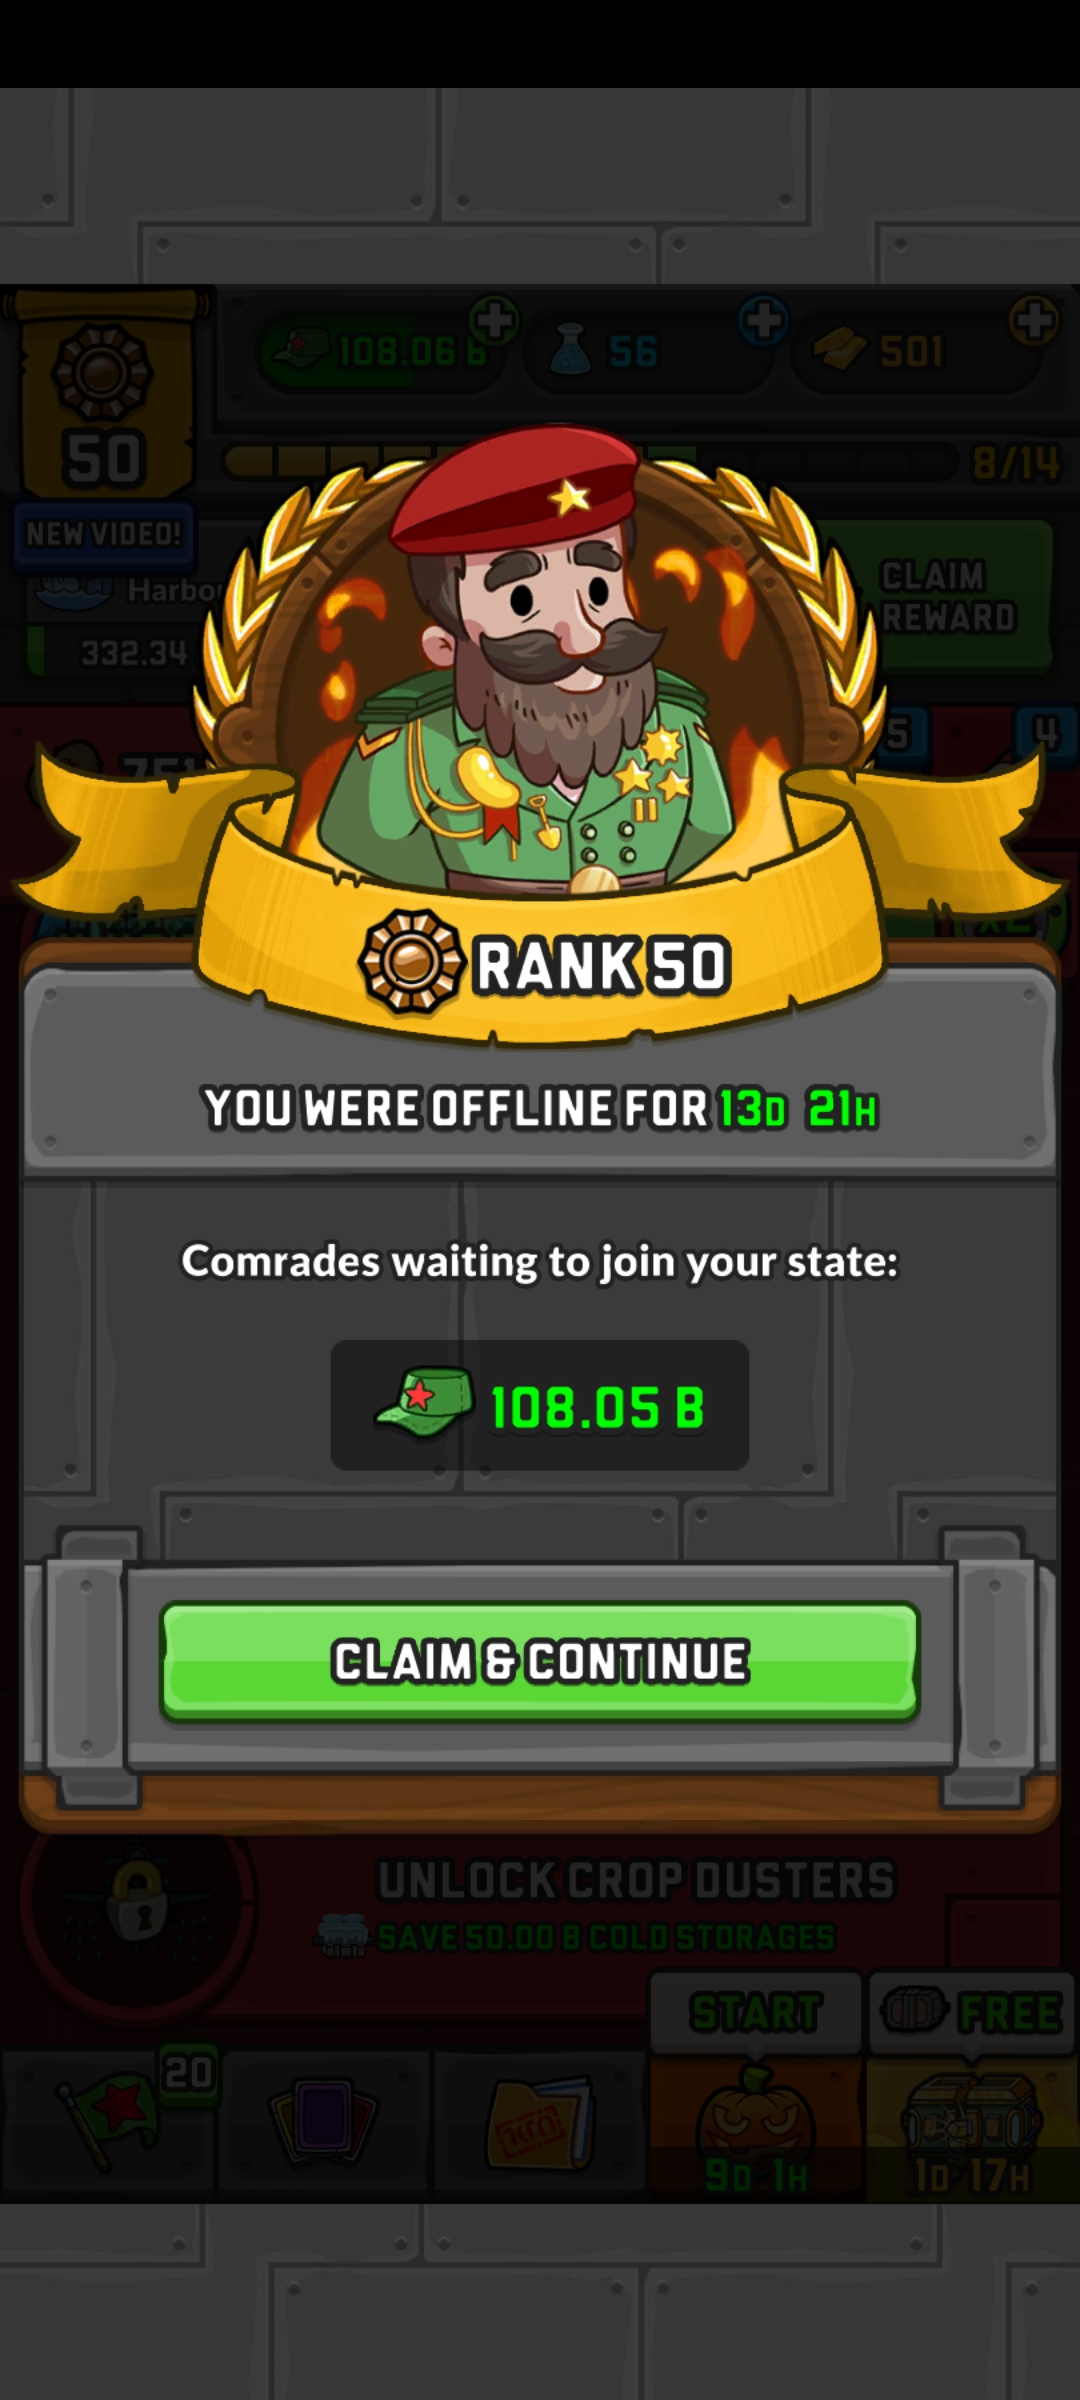 108.06 B
56
501
50
8/14
NEW VIDEO!
CLAIM
REWARD
332.34
5
4
RANK 50
YOU WERE OFFLINE FOR 13D 21H
Comrades waiting to join your state:
108.05 B
CLAIM & CONTINUE
UNLOCK CROP DUSTERS
SAVE 50.00 B COLD STORAGES
START
FREE
20
9D 1H
1D 17H